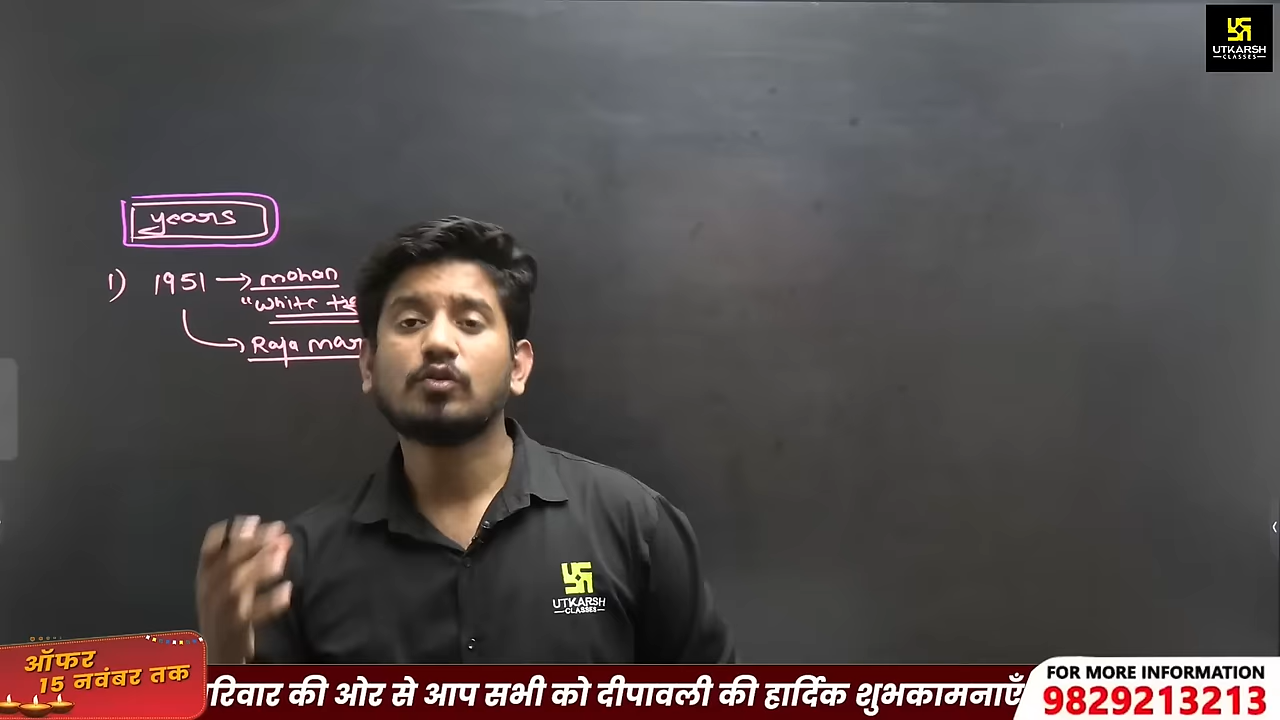 UTKARSH
CLASSES
years
1) 1951 → mohan
"White
Raja
UTKARSH
CLASSES
ऑफर
15 नवंबर तक
की ओर से आप सभी को दीपावली की हार्दिक शुभकामनाएँ
FOR MORE INFORMATION
9829213213